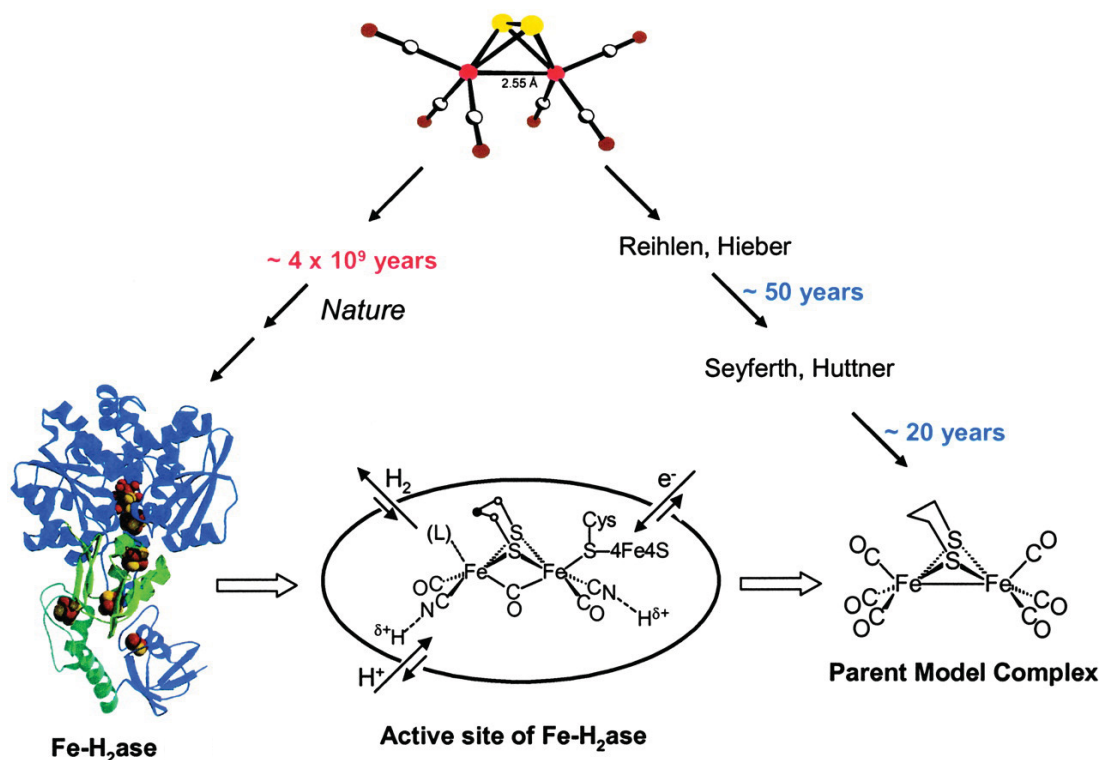 2.55 Å
Reihlen, Hieber
~ 4 x 10⁹ years
~ 50 years
Nature
Seyferth, Huttner
~ 20 years
H₂
e⁻
Cys
(L)
S
S
S—4Fe4S
Fe
Fe
OC
NC
C
O
CO
CN
δ⁺H
Hδ⁺
H⁺
S
S
OC
OC
OC
Fe
Fe
CO
CO
CO
Parent Model Complex
Active site of Fe-H₂ase
Fe-H₂ase